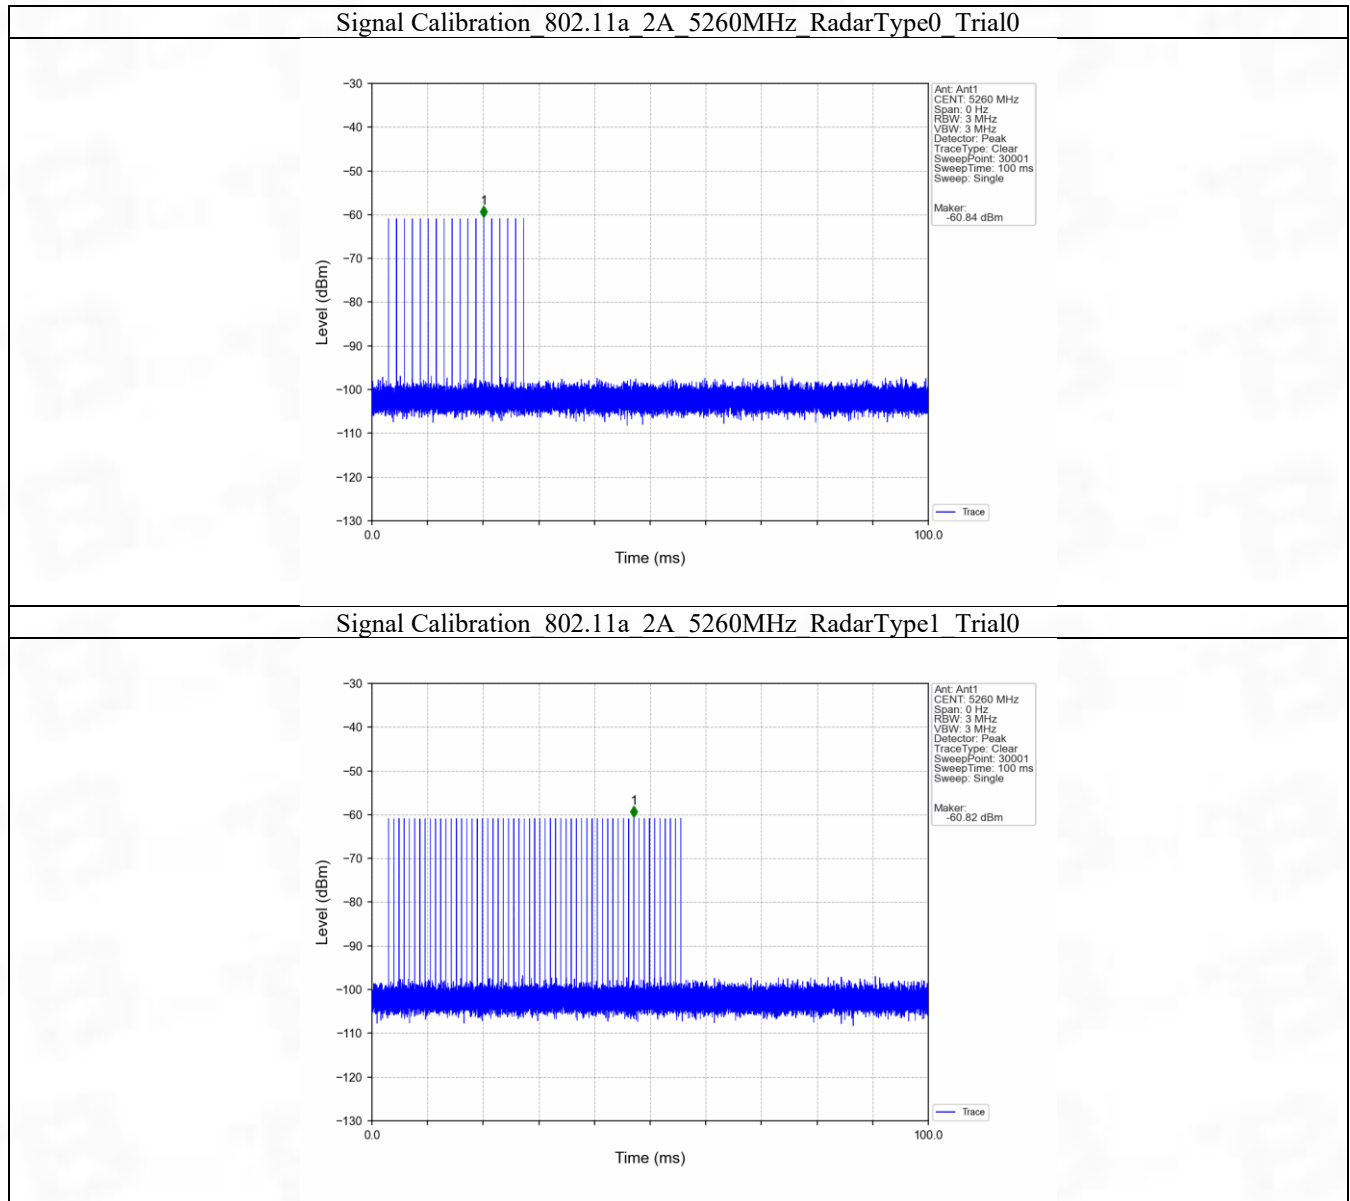 Signal Calibration_802.11a_2A_5260MHz_RadarType0_Trial0
−30
−40
−50
−60
−70
−80
−90
−100
−110
−120
−130
Level (dBm)
1
0.0
100.0
Time (ms)
Ant: Ant1
CENT: 5260 MHz
Span: 0 Hz
RBW: 3 MHz
VBW: 3 MHz
Detector: Peak
TraceType: Clear
SweepPoint: 30001
SweepTime: 100 ms
Sweep: Single
Maker:
-60.84 dBm
Trace
Signal Calibration_802.11a_2A_5260MHz_RadarType1_Trial0
−30
−40
−50
−60
−70
−80
−90
−100
−110
−120
−130
Level (dBm)
1
0.0
100.0
Time (ms)
Ant: Ant1
CENT: 5260 MHz
Span: 0 Hz
RBW: 3 MHz
VBW: 3 MHz
Detector: Peak
TraceType: Clear
SweepPoint: 30001
SweepTime: 100 ms
Sweep: Single
Maker:
-60.82 dBm
Trace